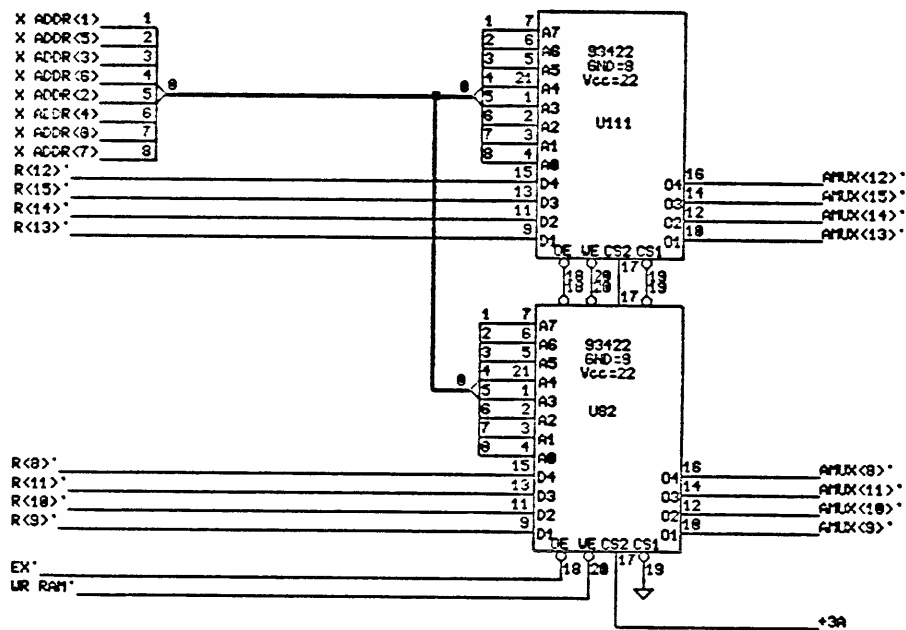 X ADDR<1> 1
X ADDR<5> 2
X ADDR<3> 3
X ADDR<6> 4
X ADDR<2> 5
X ADDR<4> 6
X ADDR<8> 7
X ADDR<7> 8
8
8
1 7 A7
2 6 A6
3 5 A5
4 21 A4
5 1 A3
6 2 A2
7 3 A1
8 4 A0
93422
GND=8
Vcc=22
U111
R<12>' 15 D4
R<15>' 13 D3
R<14>' 11 D2
R<13>' 9 D1
O4 16 AMUX<12>'
O3 14 AMUX<15>'
O2 12 AMUX<14>'
O1 10 AMUX<13>'
OE WE CS2 CS1
18 20 17 19
18 20 17 19
8
1 7 A7
2 6 A6
3 5 A5
4 21 A4
5 1 A3
6 2 A2
7 3 A1
8 4 A0
93422
GND=8
Vcc=22
U82
R<8>' 15 D4
R<11>' 13 D3
R<10>' 11 D2
R<9>' 9 D1
O4 16 AMUX<8>'
O3 14 AMUX<11>'
O2 12 AMUX<10>'
O1 10 AMUX<9>'
OE WE CS2 CS1
18 20 17 19
EX'
WR RAM'
+3A